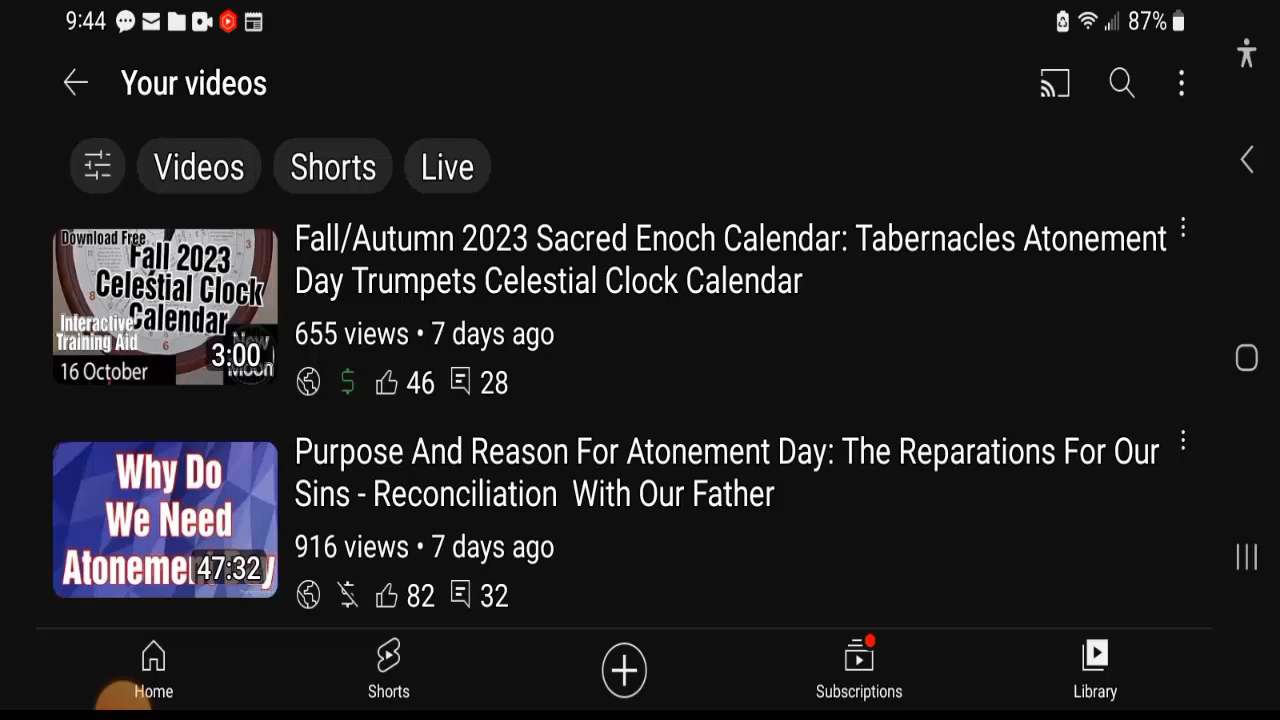 9:44
87%
Your videos
Videos
Shorts
Live
Download Free
Fall 2023
Celestial Clock
Calendar
Interactive
Training Aid
16 October
New
Moon
3:00
Fall/Autumn 2023 Sacred Enoch Calendar: Tabernacles Atonement
Day Trumpets Celestial Clock Calendar
655 views • 7 days ago
46
28
Why Do
We Need
47:32
Purpose And Reason For Atonement Day: The Reparations For Our
Sins - Reconciliation With Our Father
916 views • 7 days ago
82
32
Home
Shorts
Subscriptions
Library